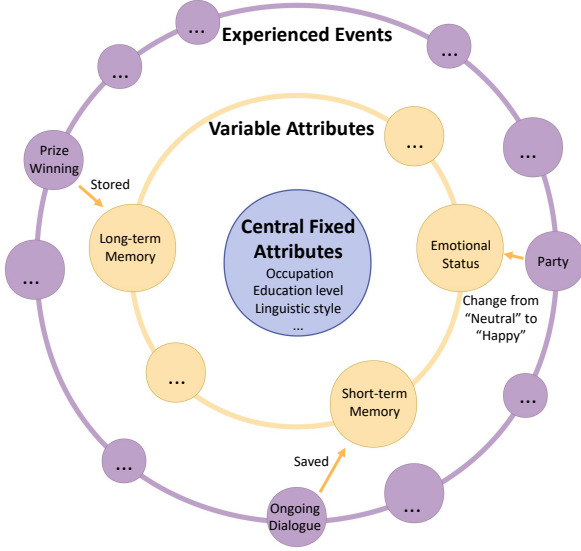 ...
Experienced Events
...
...
...
Variable Attributes
...
Prize
Winning
...
Stored
Central Fixed
Attributes
Occupation
Education level
Linguistic style
...
Long-term
Memory
Emotional
Status
Party
...
Change from
“Neutral” to
“Happy”
...
Short-term
Memory
...
...
Saved
...
Ongoing
Dialogue